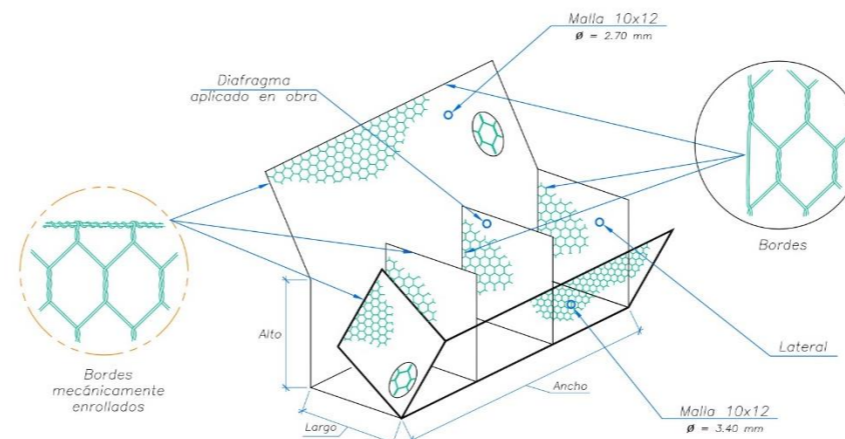 Malla 10x12
Ø = 2.70 mm
Diafragma
aplicado en obra
Bordes
Alto
Lateral
Bordes
mecánicamente
enrollados
Ancho
Largo
Malla 10x12
Ø = 3.40 mm